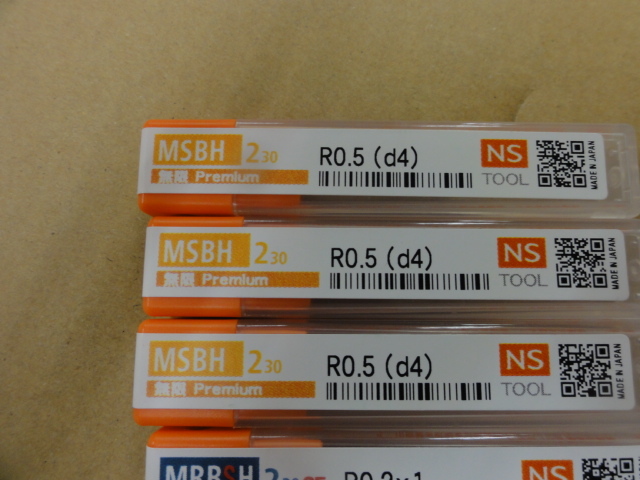 MSBH 230 R0.5 (d4) NS
無限 Premium TOOL MADE IN JAPAN
MSBH 230 R0.5 (d4) NS
無限 Premium TOOL MADE IN JAPAN
MSBH 230 R0.5 (d4) NS
無限 Premium TOOL MADE IN JAPAN
MRBSH NS